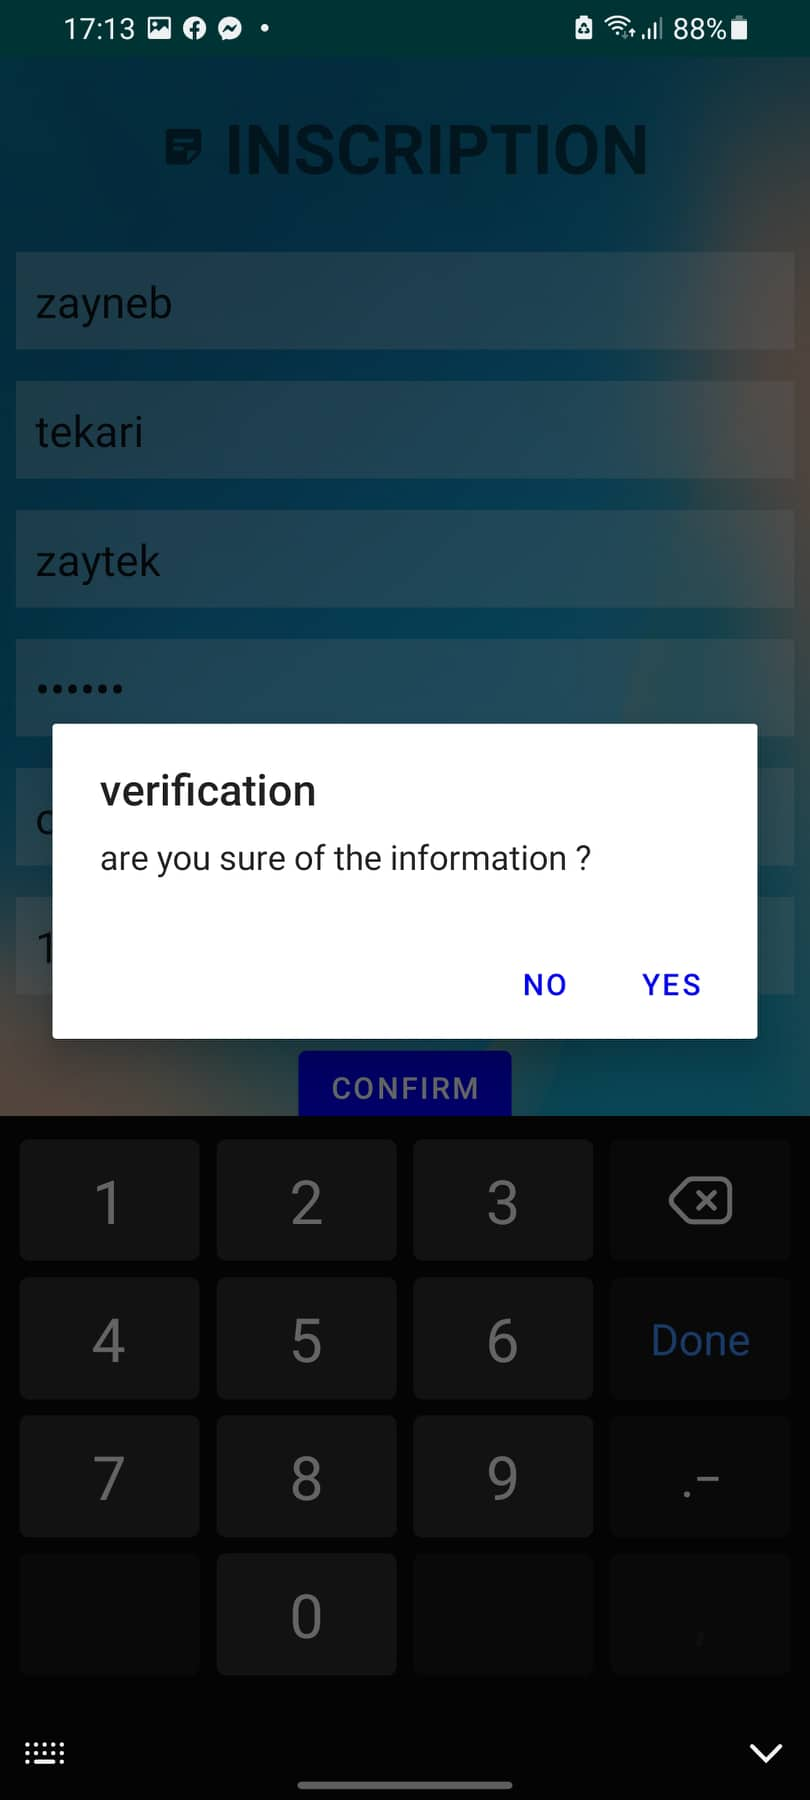 17:13 88%
INSCRIPTION
zayneb
tekari
zaytek
••••••
verification
are you sure of the information ?
1
NO YES
CONFIRM
1 2 3
4 5 6 Done
7 8 9 .–
0 ,